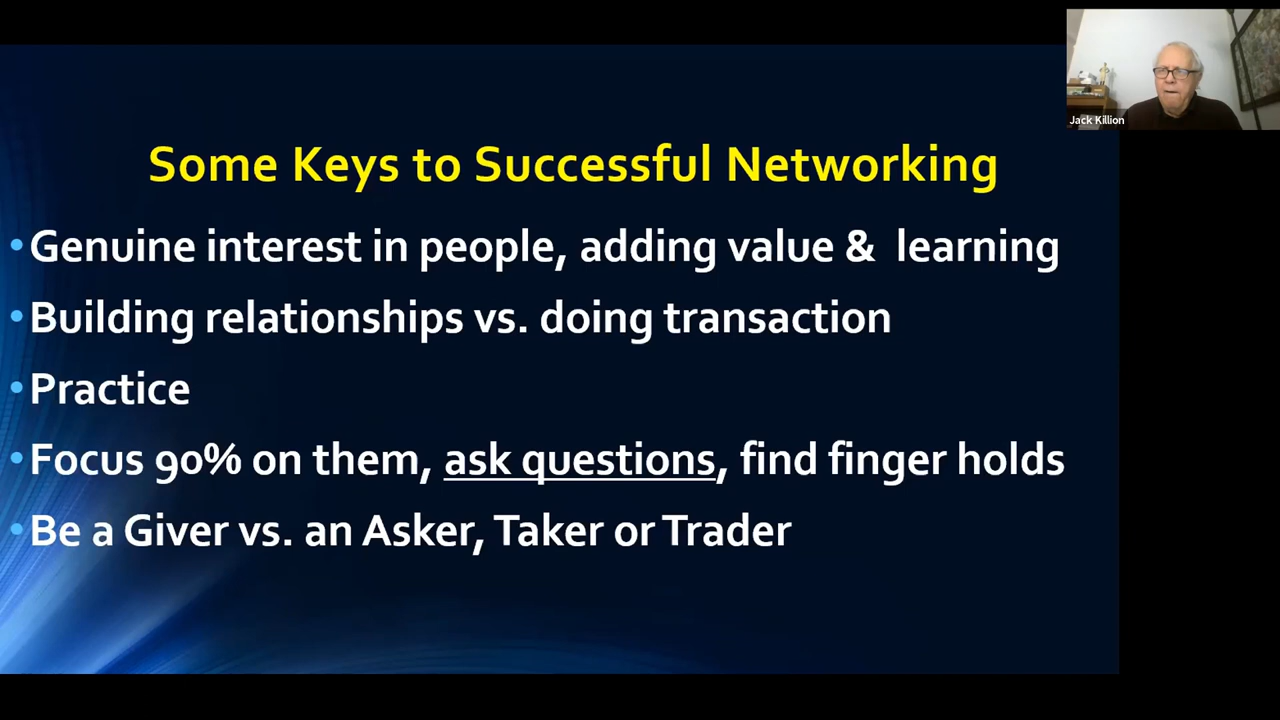 Jack Killion
Some Keys to Successful Networking
• Genuine interest in people, adding value & learning
• Building relationships vs. doing transaction
• Practice
• Focus 90% on them, ask questions, find finger holds
• Be a Giver vs. an Asker, Taker or Trader